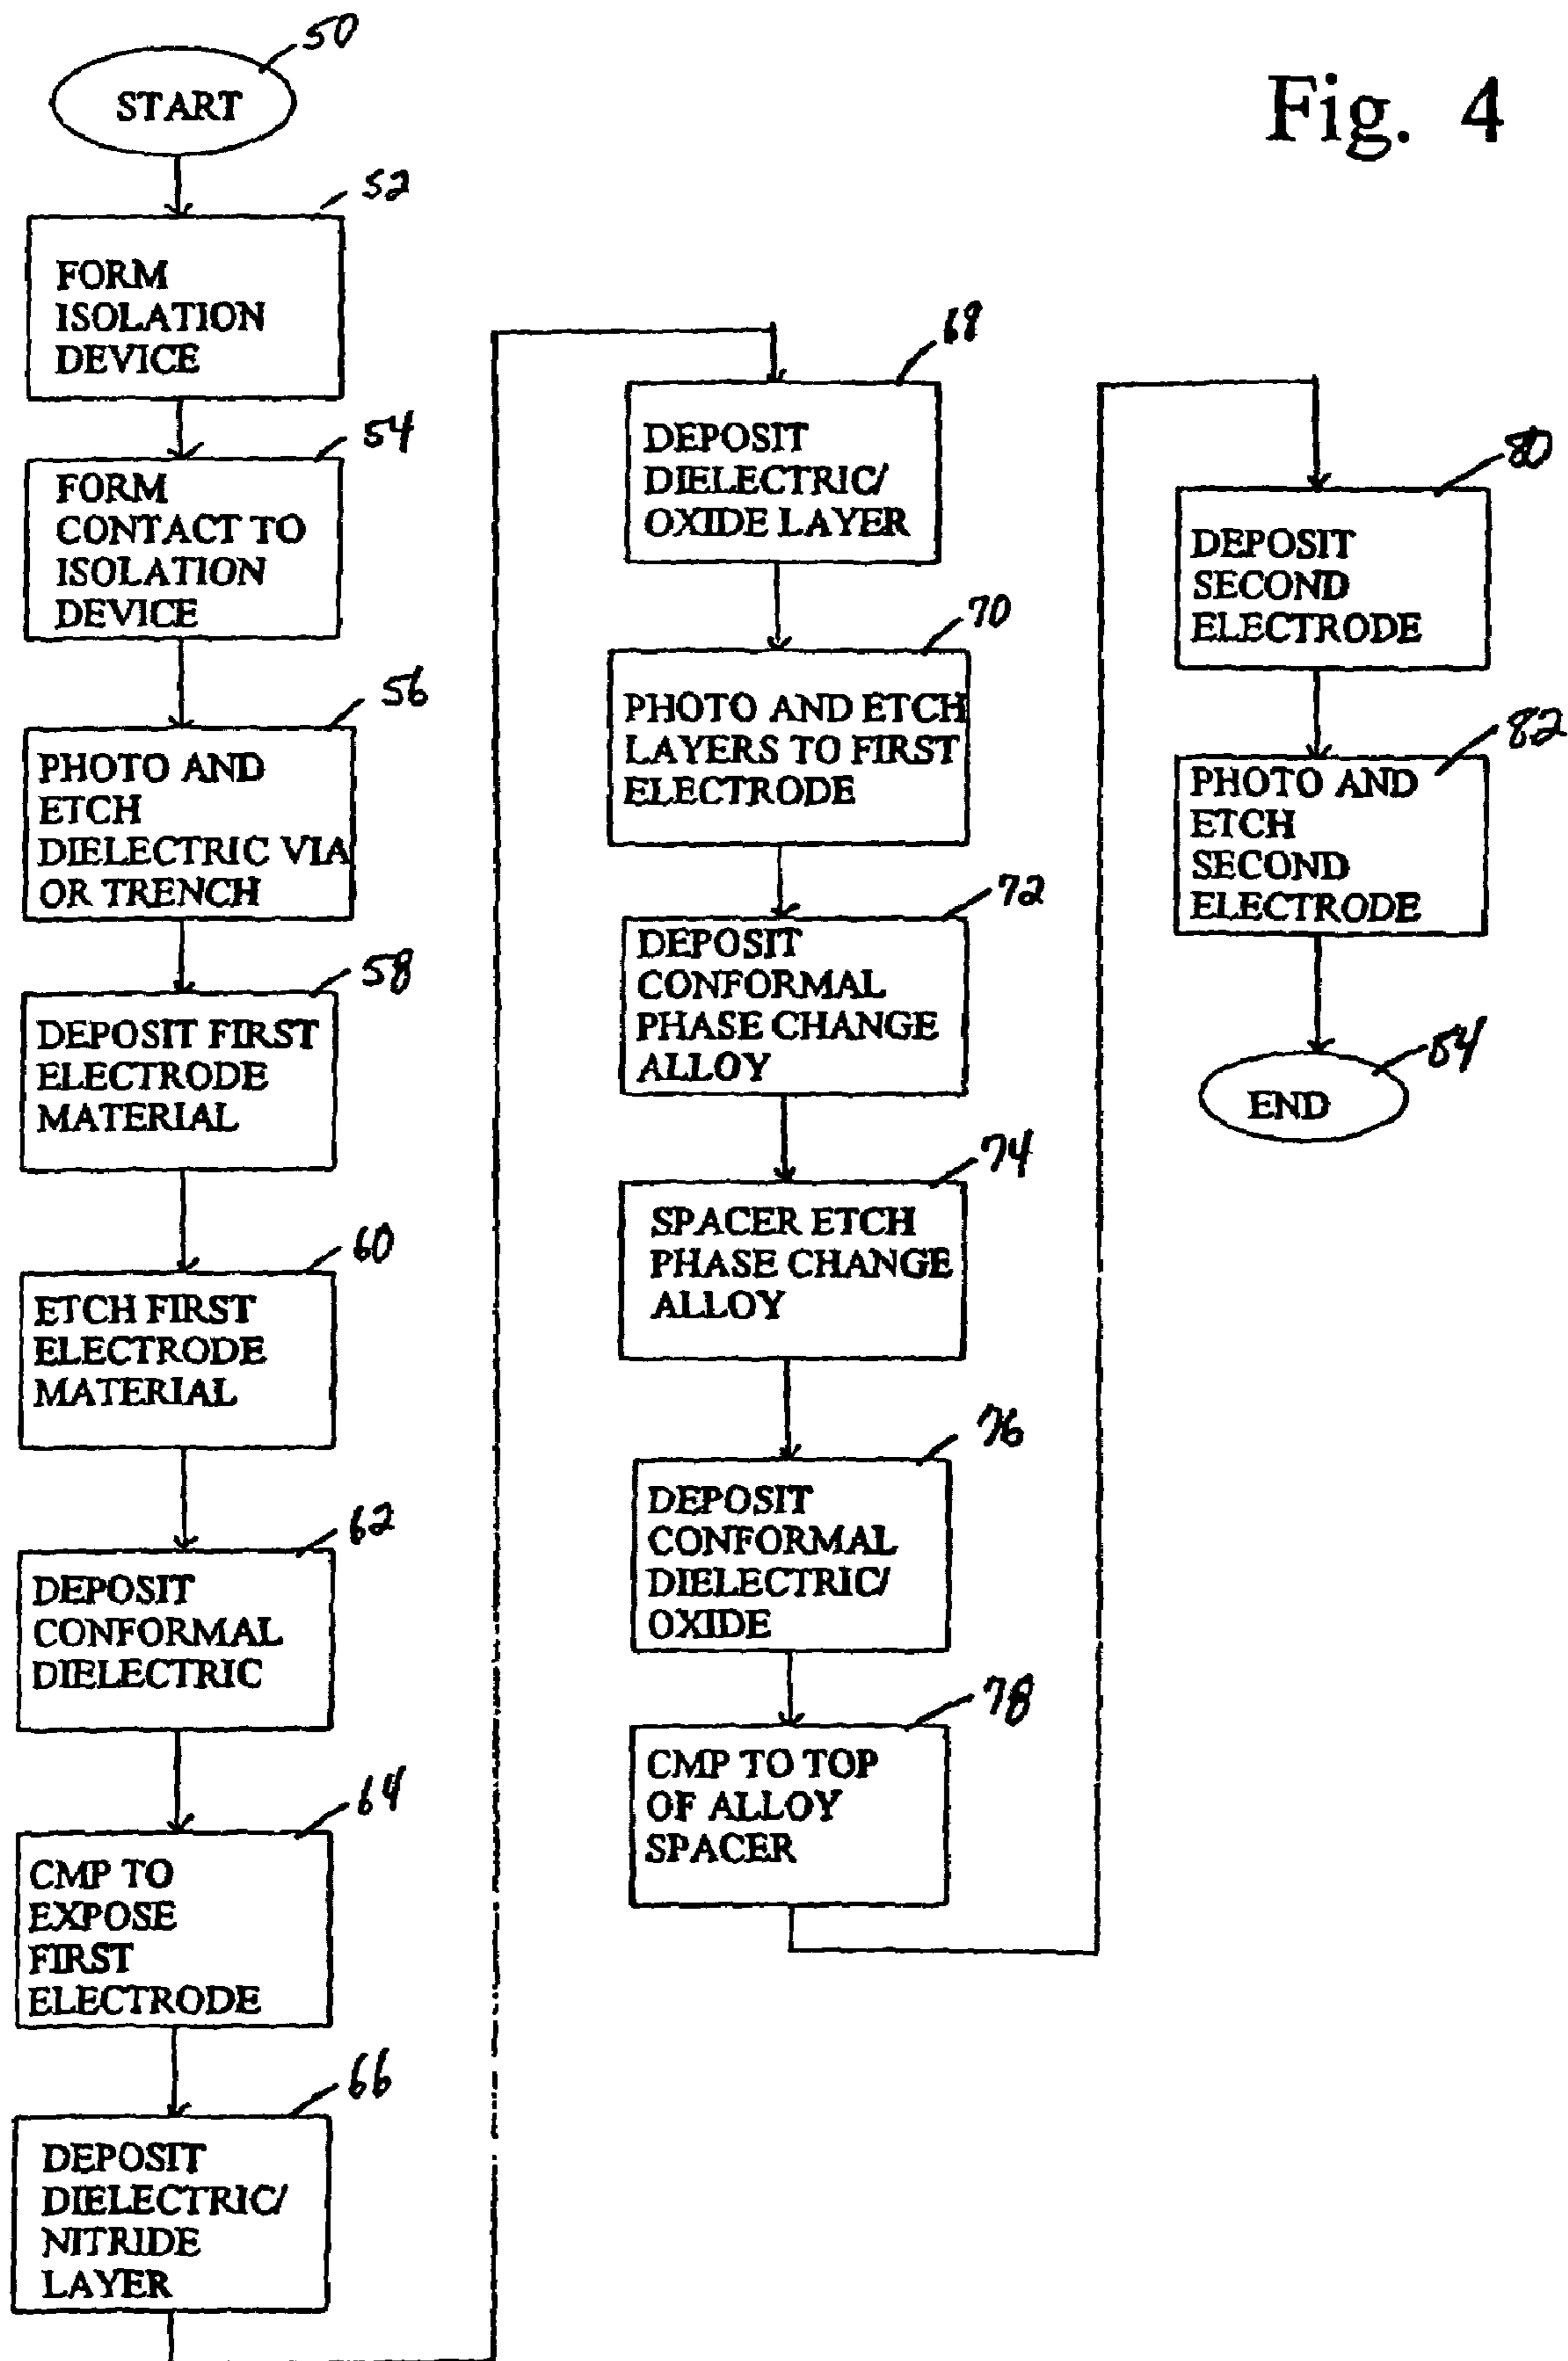 Fig. 4
50
START
52
FORM
ISOLATION
DEVICE
54
FORM
CONTACT TO
ISOLATION
DEVICE
56
PHOTO AND
ETCH
DIELECTRIC VIA
OR TRENCH
58
DEPOSIT FIRST
ELECTRODE
MATERIAL
60
ETCH FIRST
ELECTRODE
MATERIAL
62
DEPOSIT
CONFORMAL
DIELECTRIC
64
CMP TO
EXPOSE
FIRST
ELECTRODE
66
DEPOSIT
DIELECTRIC/
NITRIDE
LAYER
68
DEPOSIT
DIELECTRIC/
OXIDE LAYER
70
PHOTO AND ETCH
LAYERS TO FIRST
ELECTRODE
72
DEPOSIT
CONFORMAL
PHASE CHANGE
ALLOY
74
SPACER ETCH
PHASE CHANGE
ALLOY
76
DEPOSIT
CONFORMAL
DIELECTRIC/
OXIDE
78
CMP TO TOP
OF ALLOY
SPACER
80
DEPOSIT
SECOND
ELECTRODE
82
PHOTO AND
ETCH
SECOND
ELECTRODE
84
END